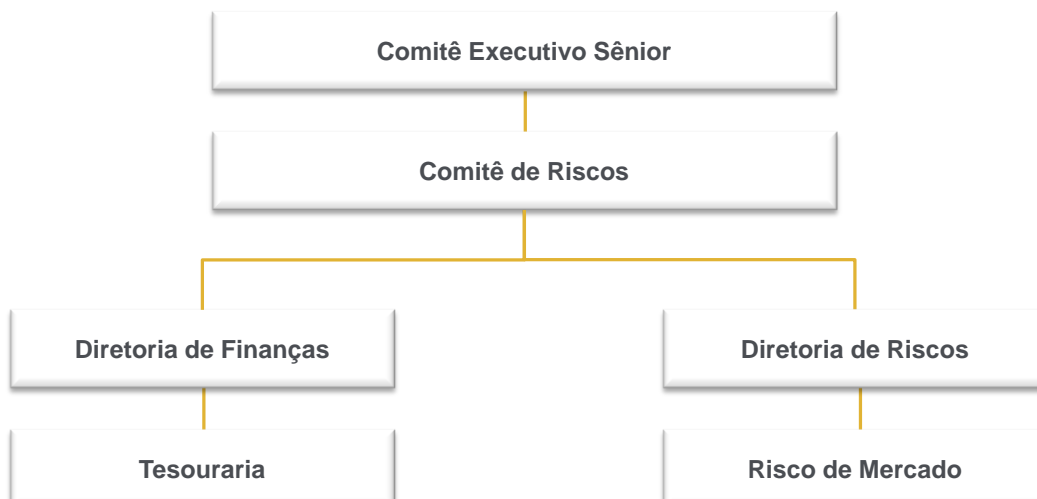 Comitê Executivo Sênior
Comitê de Riscos
Diretoria de Finanças
Diretoria de Riscos
Tesouraria
Risco de Mercado